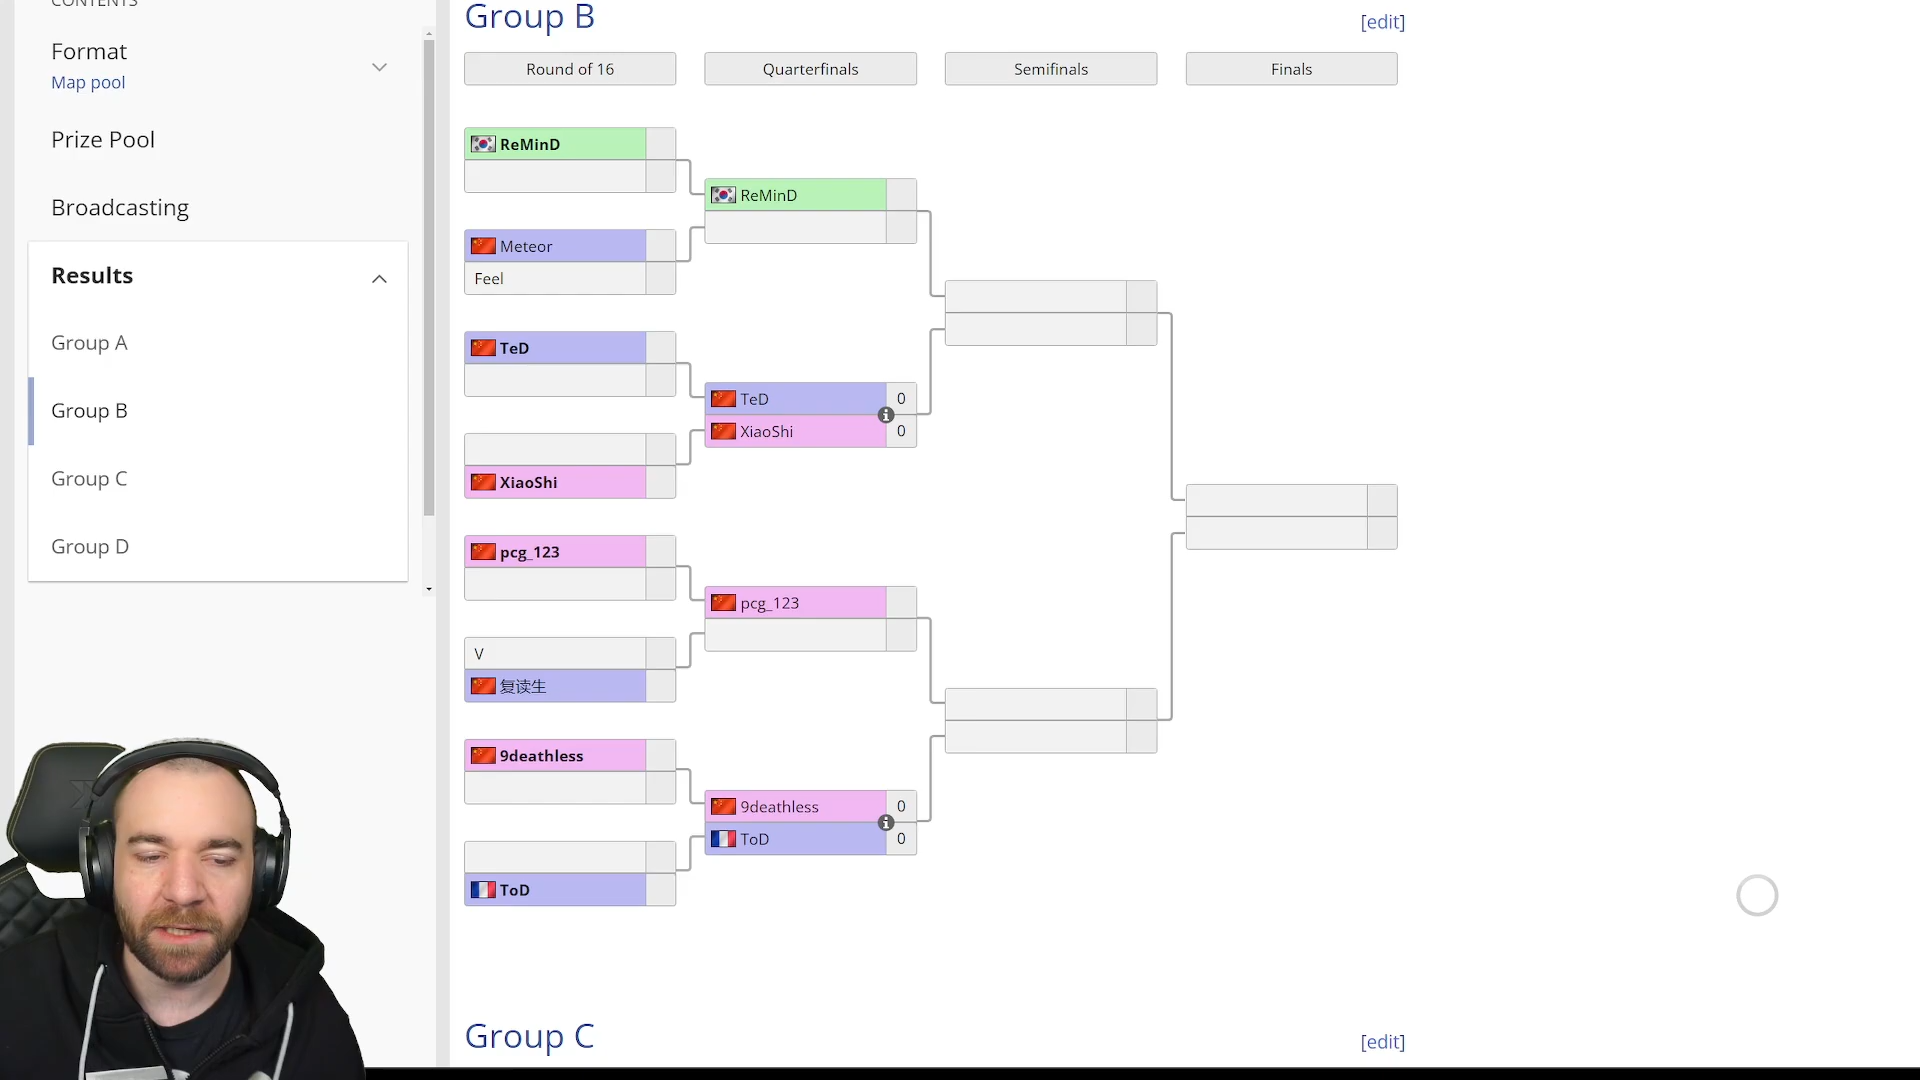 CONTENTS
Format
Map pool
Prize Pool
Broadcasting
Results
Group A
Group B
Group C
Group D
Group B
[edit]
Round of 16
Quarterfinals
Semifinals
Finals
ReMinD
Meteor
Feel
TeD
XiaoShi
pcg_123
V
复读生
9deathless
ToD
ReMinD
TeD 0
XiaoShi 0
pcg_123
9deathless 0
ToD 0
Group C
[edit]